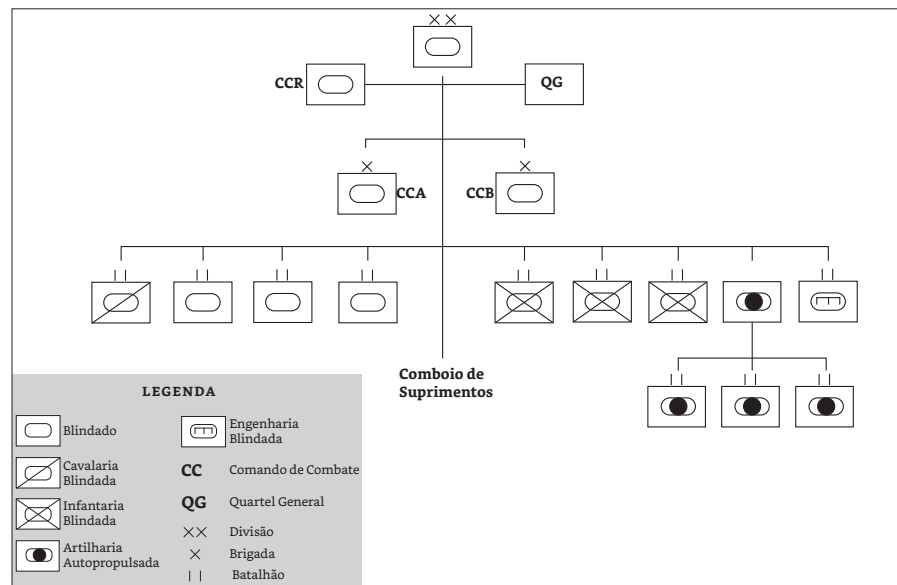 CCR
QG
CCA
CCB
Comboio de
Suprimentos
LEGENDA
Blindado
Cavalaria
Blindada
Infantaria
Blindada
Artilharia
Autopropulsada
Engenharia
Blindada
CC Comando de Combate
QG Quartel General
Divisão
Brigada
Batalhão